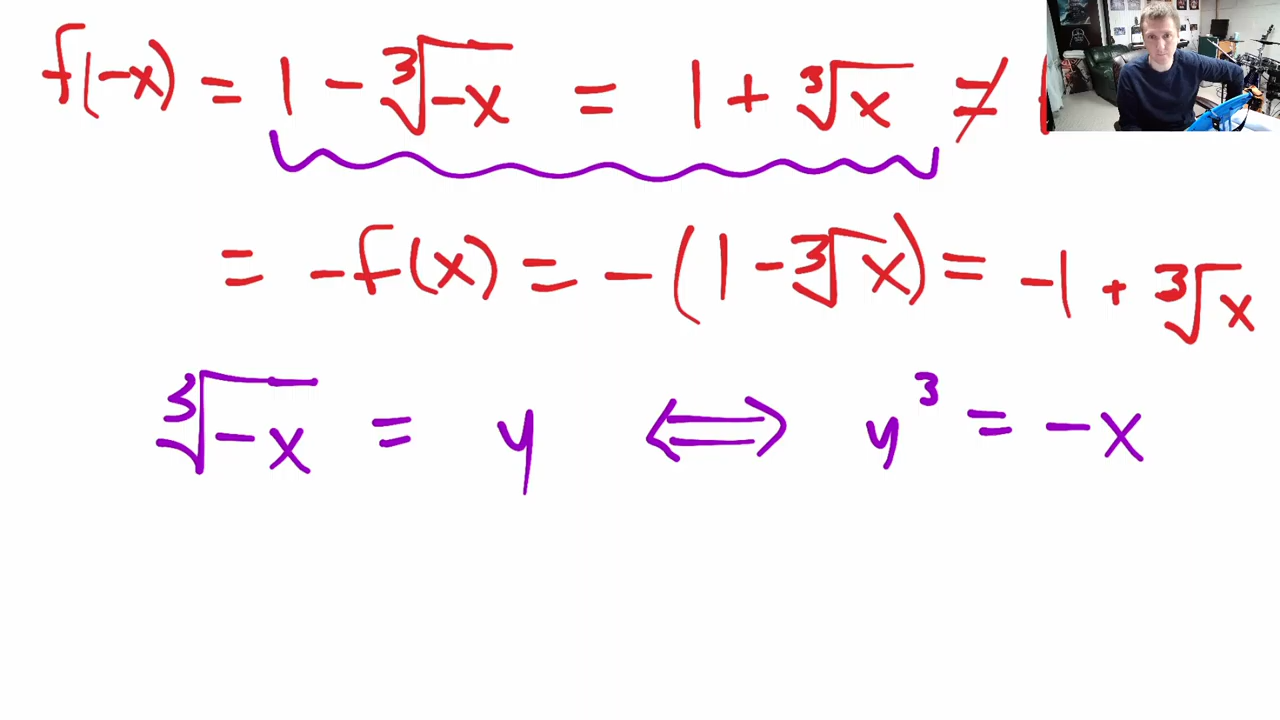 f(-x) = 1 - ∛-x = 1 + ∛x ≠
= -f(x) = -(1 - ∛x) = -1 + ∛x
∛-x = y ⟺ y³ = -x